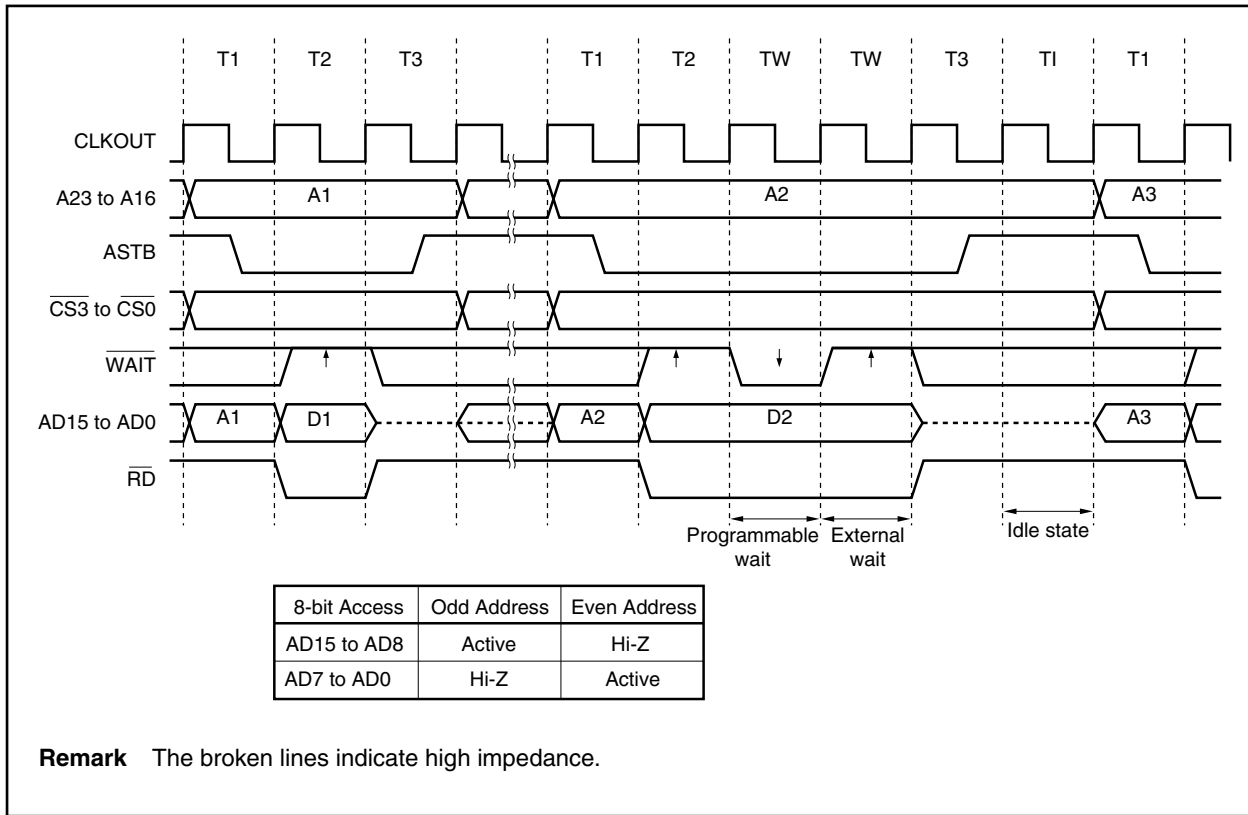 T1 T2 T3 T1 T2 TW TW T3 TI T1
CLKOUT
A23 to A16 A1 A2 A3
ASTB
CS3 to CS0
WAIT
AD15 to AD0 A1 D1 A2 D2 A3
RD
Programmable wait
External wait
Idle state
8-bit Access Odd Address Even Address
AD15 to AD8 Active Hi-Z
AD7 to AD0 Hi-Z Active
Remark The broken lines indicate high impedance.